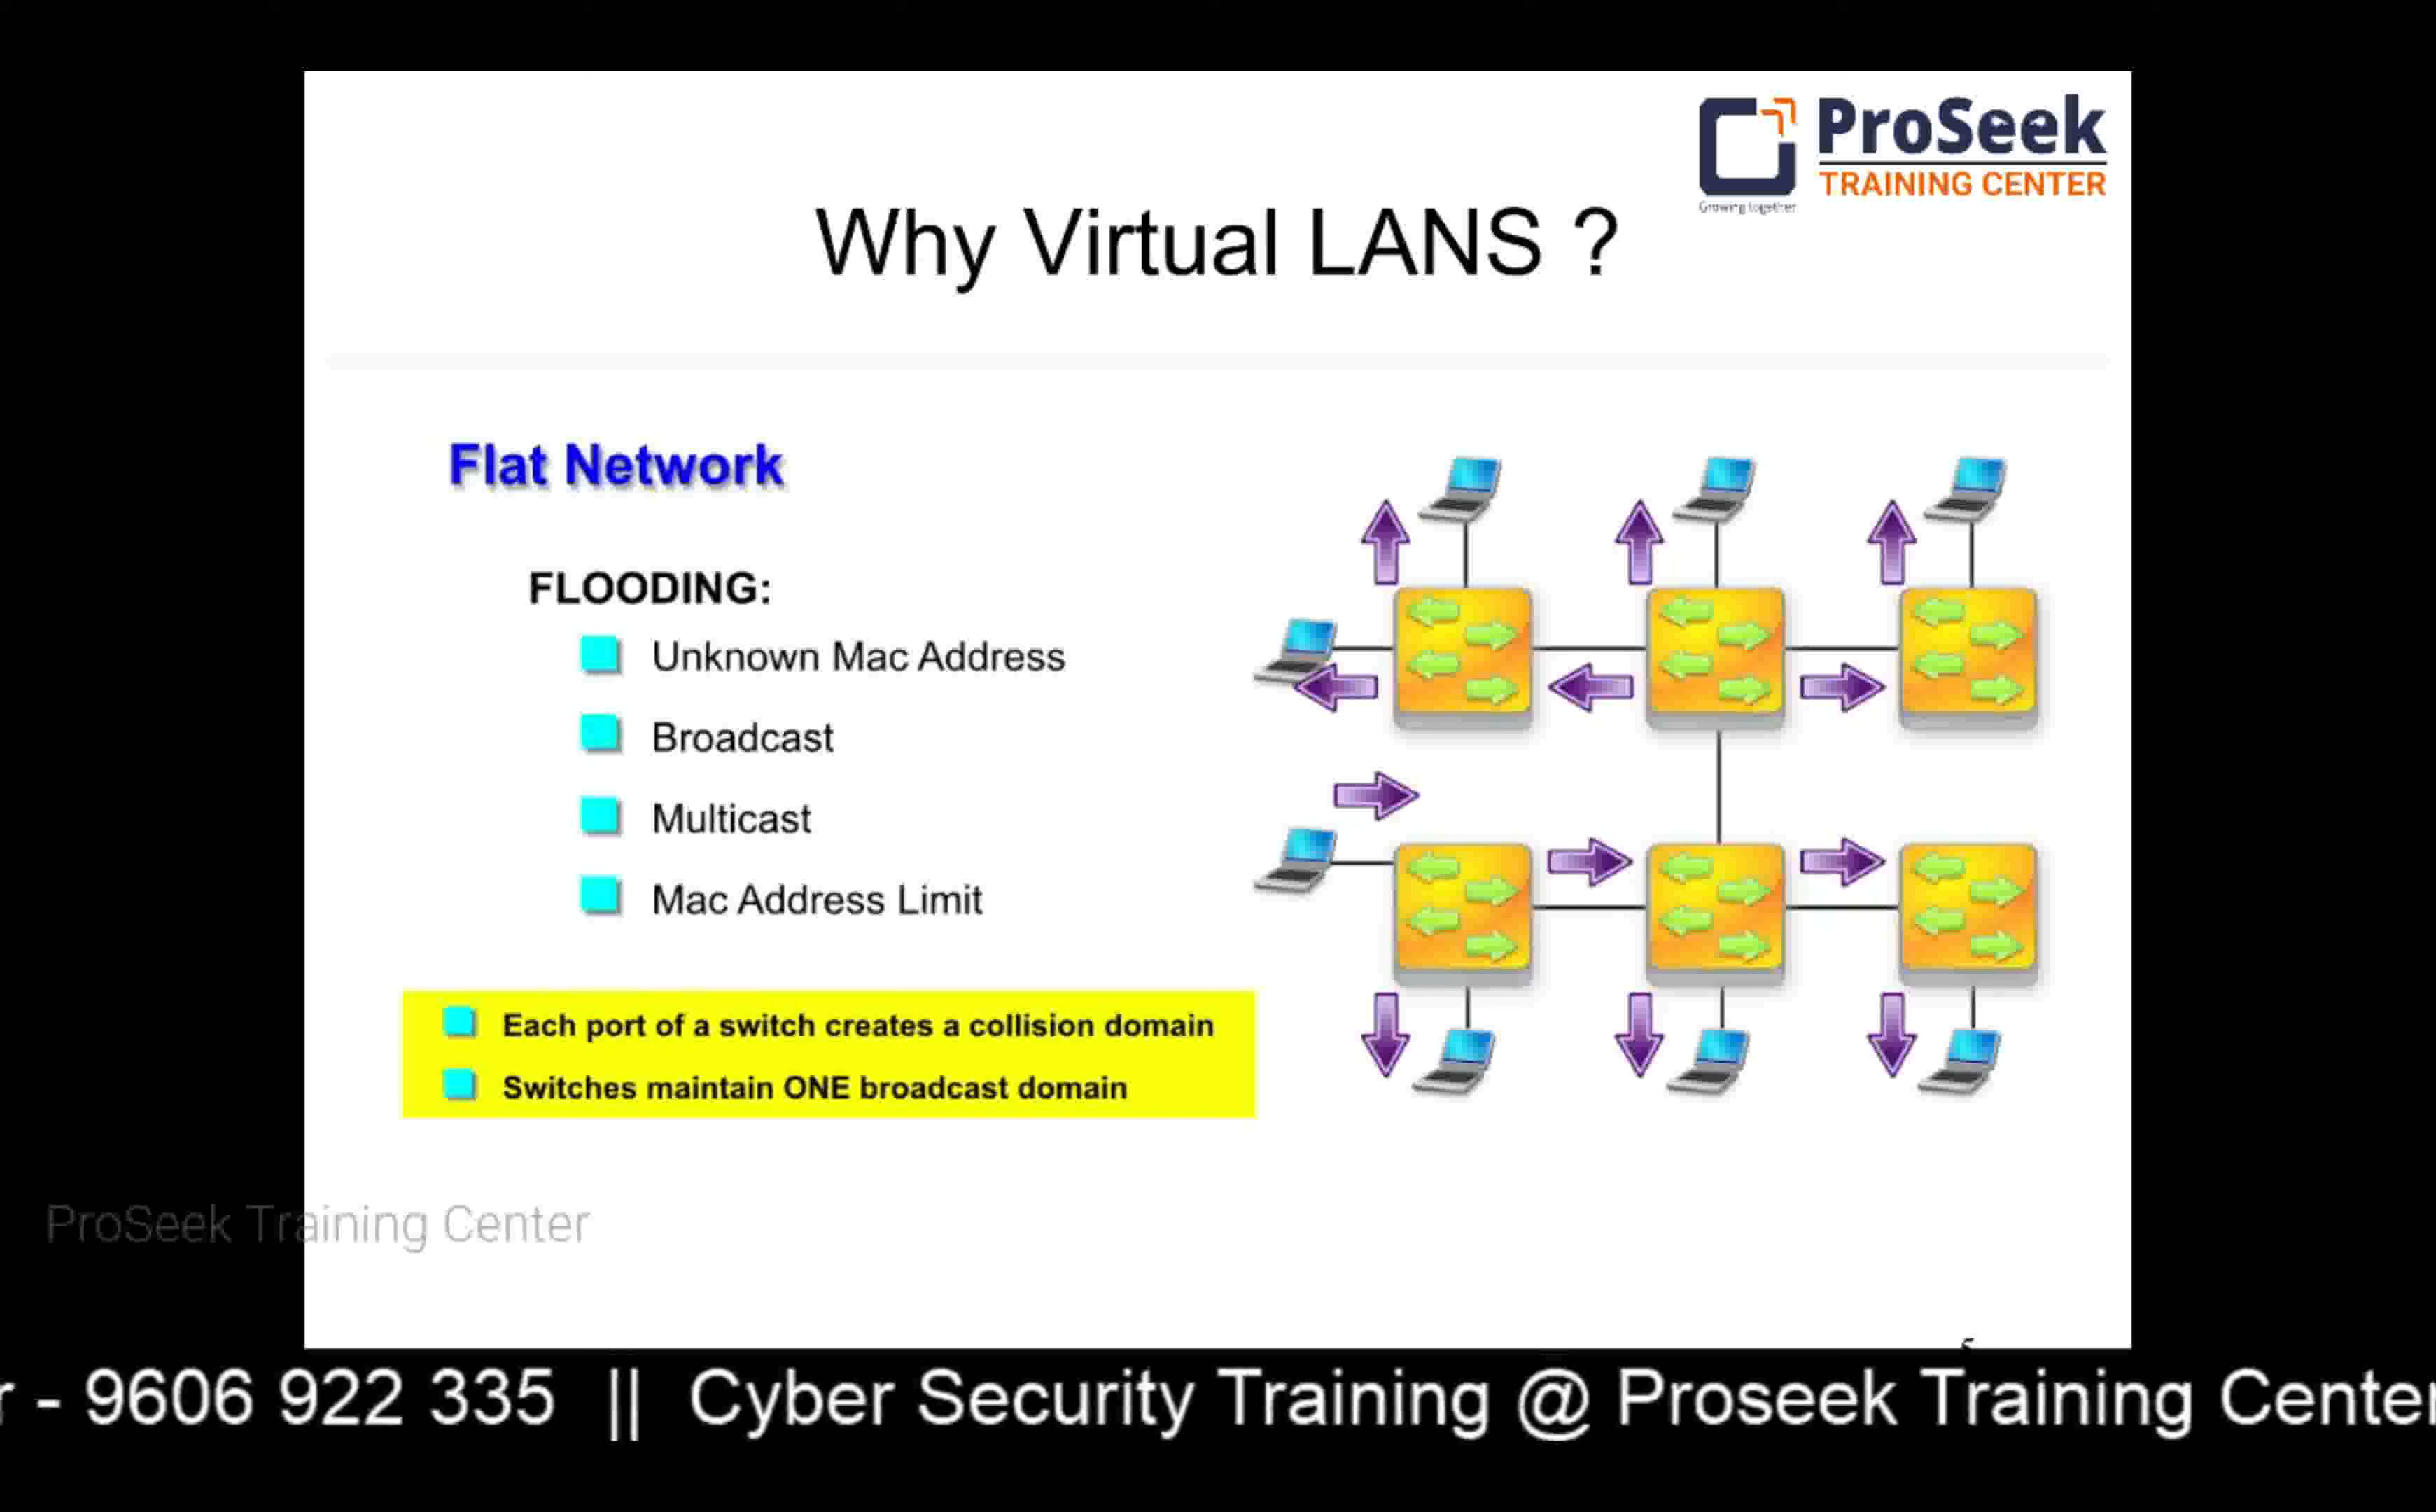 ProSeek
TRAINING CENTER
Growing together
Why Virtual LANS ?
Flat Network
FLOODING:
Unknown Mac Address
Broadcast
Multicast
Mac Address Limit
Each port of a switch creates a collision domain
Switches maintain ONE broadcast domain
ProSeek Training Center
- 9606 922 335 || Cyber Security Training @ Proseek Training Center